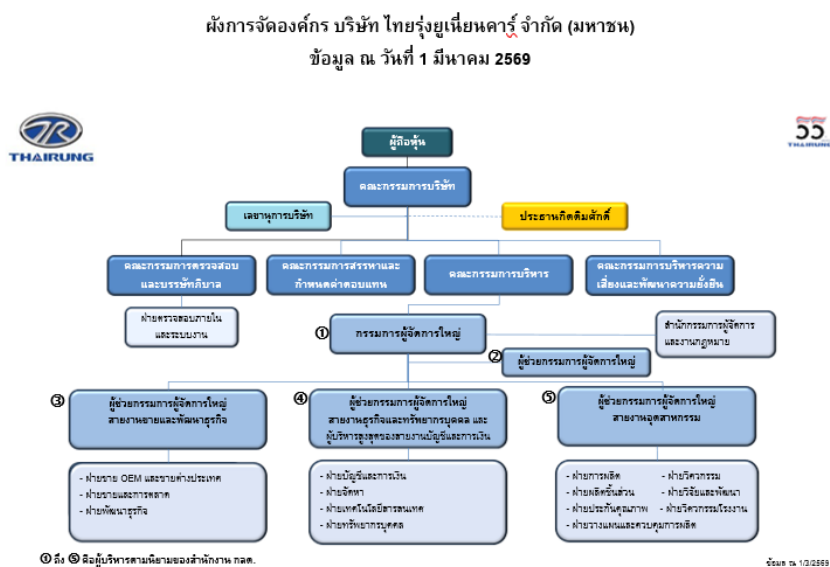 ผังการจัดองค์กร บริษัท ไทยรุ่งยูเนี่ยนคาร์ จำกัด (มหาชน)
ข้อมูล ณ วันที่ 1 มีนาคม 2569
TR
THAIRUNG
THAIRUNG
ผู้ถือหุ้น
คณะกรรมการบริษัท
เลขานุการบริษัท
ประธานกิตติมศักดิ์
คณะกรรมการตรวจสอบ
และบรรษัทภิบาล
คณะกรรมการสรรหาและ
กำหนดค่าตอบแทน
คณะกรรมการบริหาร
คณะกรรมการบริหารความ
เสี่ยงและพัฒนาความยั่งยืน
ฝ่ายตรวจสอบภายใน
และระบบงาน
① กรรมการผู้จัดการใหญ่
สำนักกรรมการผู้จัดการ
และงานกฎหมาย
② ผู้ช่วยกรรมการผู้จัดการใหญ่
③ ผู้ช่วยกรรมการผู้จัดการใหญ่
สายงานขายและพัฒนาธุรกิจ
④ ผู้ช่วยกรรมการผู้จัดการใหญ่
สายงานธุรกิจและทรัพยากรบุคคล และ
ผู้บริหารสูงสุดของสายงานบัญชีและการเงิน
⑤ ผู้ช่วยกรรมการผู้จัดการใหญ่
สายงานอุตสาหกรรม
- ฝ่ายขาย OEM และขายต่างประเทศ
- ฝ่ายขายและการตลาด
- ฝ่ายพัฒนาธุรกิจ
- ฝ่ายบัญชีและการเงิน
- ฝ่ายจัดหา
- ฝ่ายเทคโนโลยีสารสนเทศ
- ฝ่ายทรัพยากรบุคคล
- ฝ่ายการผลิต - ฝ่ายวิศวกรรม
- ฝ่ายผลิตชิ้นส่วน - ฝ่ายวิจัยและพัฒนา
- ฝ่ายประกันคุณภาพ - ฝ่ายวิศวกรรมโรงงาน
- ฝ่ายวางแผนและควบคุมการผลิต
① ถึง ⑤ คือผู้บริหารตามนิยามของสำนักงาน กลต.
ข้อมูล ณ 1/3/2569